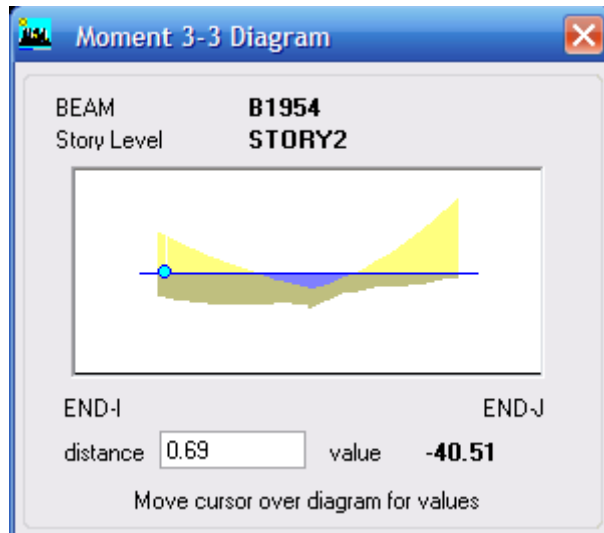 Moment 3-3 Diagram
BEAM B1954
Story Level STORY2
END-I END-J
distance 0.69 value -40.51
Move cursor over diagram for values